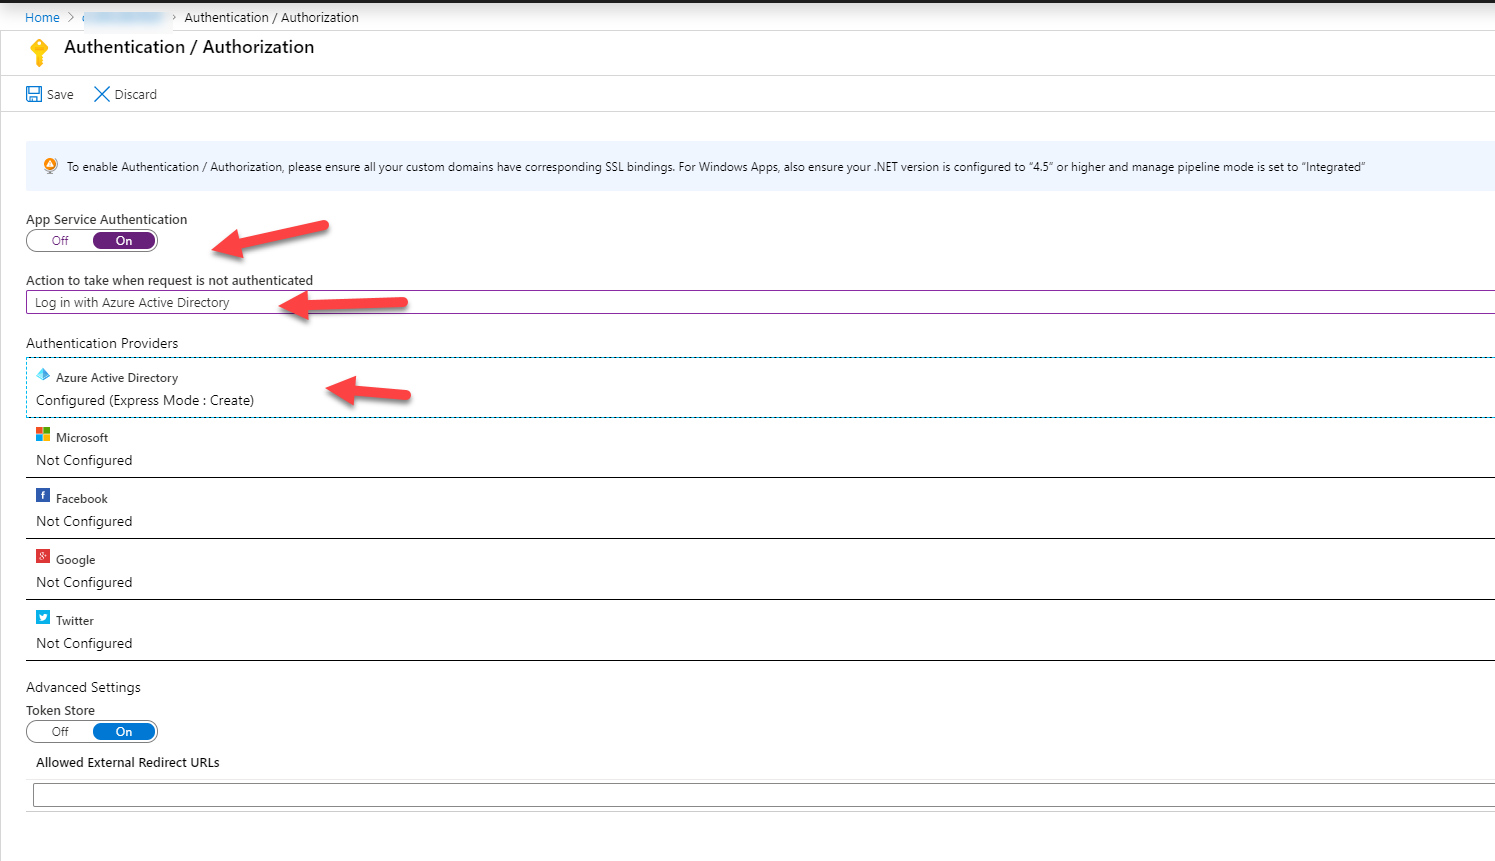 Home > > Authentication / Authorization
Authentication / Authorization
Save Discard
To enable Authentication / Authorization, please ensure all your custom domains have corresponding SSL bindings. For Windows Apps, also ensure your .NET version is configured to “4.5” or higher and manage pipeline mode is set to “Integrated”
App Service Authentication
Off On
Action to take when request is not authenticated
Log in with Azure Active Directory
Authentication Providers
Azure Active Directory
Configured (Express Mode : Create)
Microsoft
Not Configured
Facebook
Not Configured
Google
Not Configured
Twitter
Not Configured
Advanced Settings
Token Store
Off On
Allowed External Redirect URLs